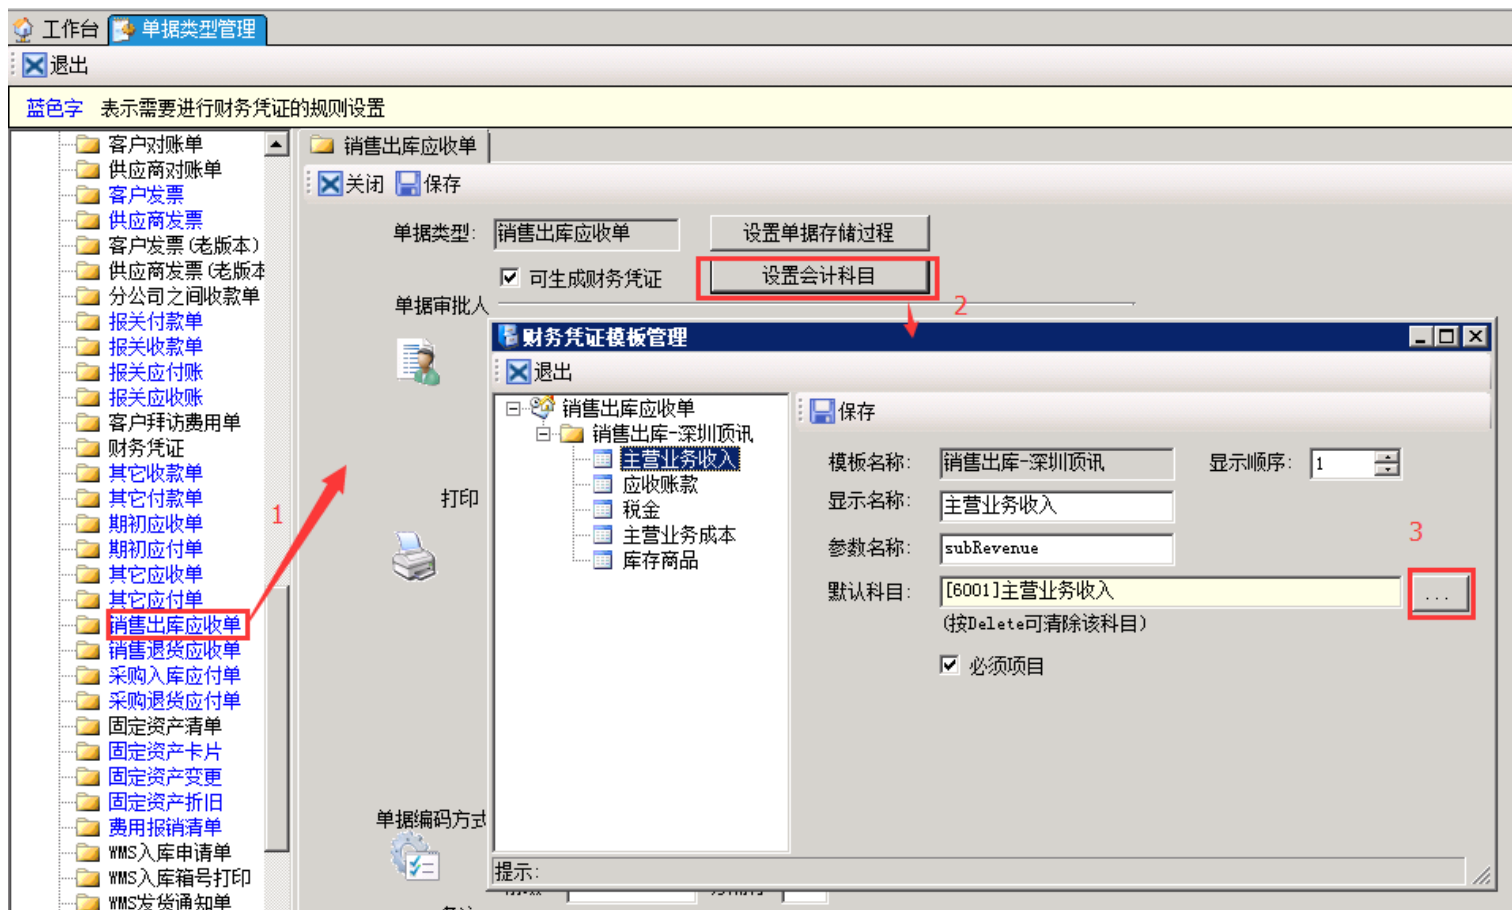 工作台 单据类型管理
退出
蓝色字 表示需要进行财务凭证的规则设置
客户对账单
供应商对账单
客户发票
供应商发票
客户发票(老版本)
供应商发票(老版本
分公司之间收款单
报关付款单
报关收款单
报关应付账
报关应收账
客户拜访费用单
财务凭证
其它收款单
其它付款单
期初应收单
期初应付单
其它应收单
其它应付单
销售出库应收单
销售退货应收单
采购入库应付单
采购退货应付单
固定资产清单
固定资产卡片
固定资产变更
固定资产折旧
费用报销清单
WMS入库申请单
WMS入库箱号打印
WMS发货通知单
1
销售出库应收单
关闭 保存
单据类型: 销售出库应收单 设置单据存储过程
可生成财务凭证 设置会计科目
单据审批人
2
打印
单据编码方式
财务凭证模板管理
退出
销售出库应收单
销售出库-深圳顶讯
主营业务收入
应收账款
税金
主营业务成本
库存商品
保存
模板名称: 销售出库-深圳顶讯 显示顺序: 1
显示名称: 主营业务收入
参数名称: subRevenue
3
默认科目: [6001]主营业务收入 ...
(按Delete可清除该科目)
必须项目
提示: